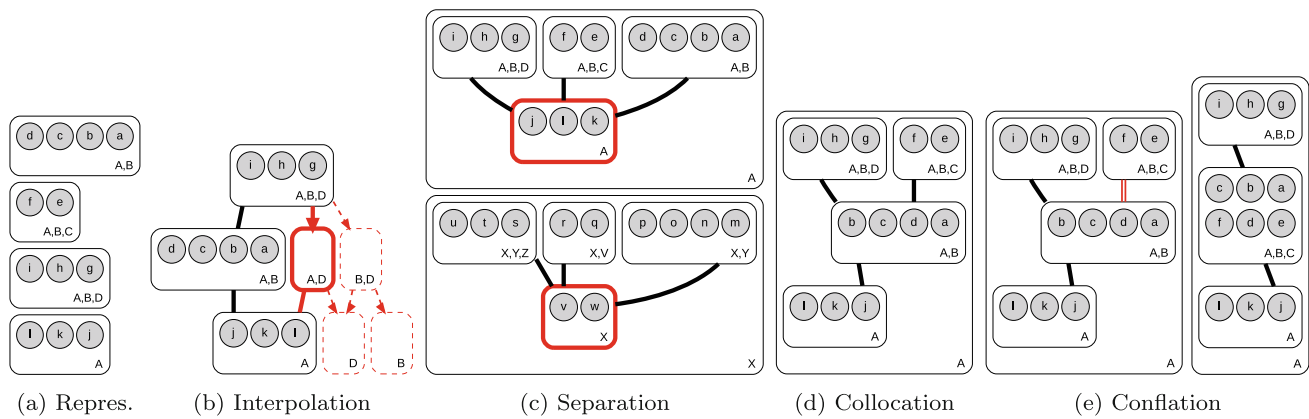 d c b a
A,B
f e
A,B,C
i h g
A,B,D
l k j
A
(a) Repres.
i h g
A,B,D
d c b a
A,B
A,D
B,D
j k l
A
D
B
(b) Interpolation
i h g
A,B,D
f e
A,B,C
d c b a
A,B
j l k
A
A
u t s
X,Y,Z
r q
X,V
p o n m
X,Y
v w
X
X
(c) Separation
i h g
A,B,D
f e
A,B,C
b c d a
A,B
l k j
A
A
(d) Collocation
i h g
A,B,D
f e
A,B,C
b c d a
A,B
l k j
A
A
i h g
A,B,D
c b a
f d e
A,B,C
l k j
A
A
(e) Conflation